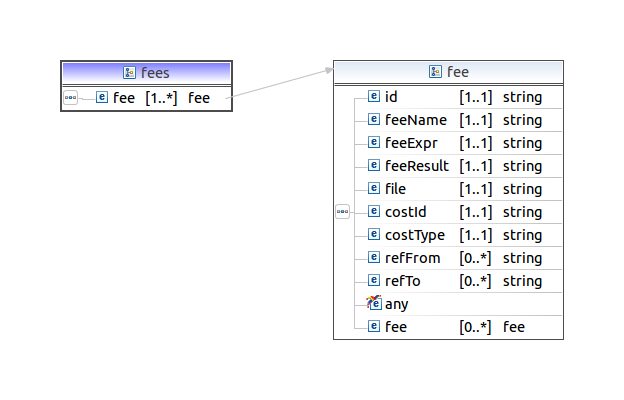 fees
fee [1..*] fee
fee
id [1..1] string
feeName [1..1] string
feeExpr [1..1] string
feeResult [1..1] string
file [1..1] string
costId [1..1] string
costType [1..1] string
refFrom [0..*] string
refTo [0..*] string
any
fee [0..*] fee